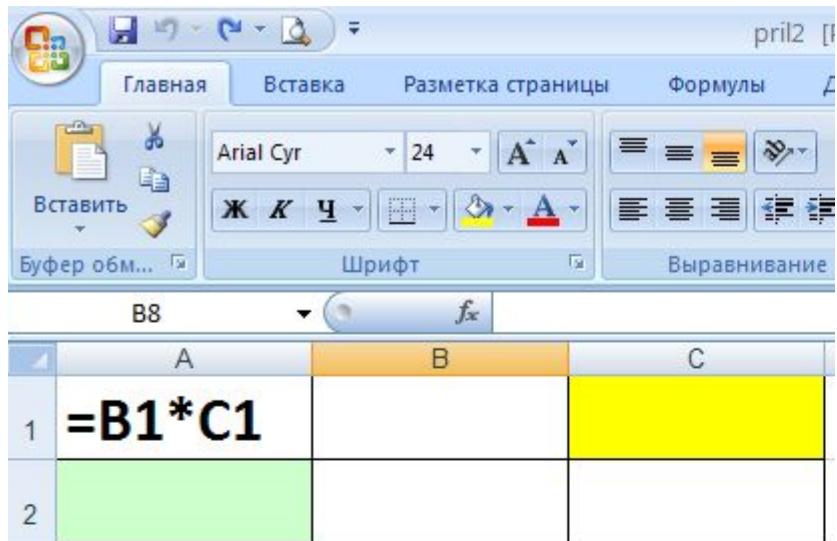 pril2 [
Главная Вставка Разметка страницы Формулы
Arial Cyr 24 A A
Вставить Ж К Ч A
Буфер обм... Шрифт Выравнивание
B8 fx
A B C
1 =B1*C1
2